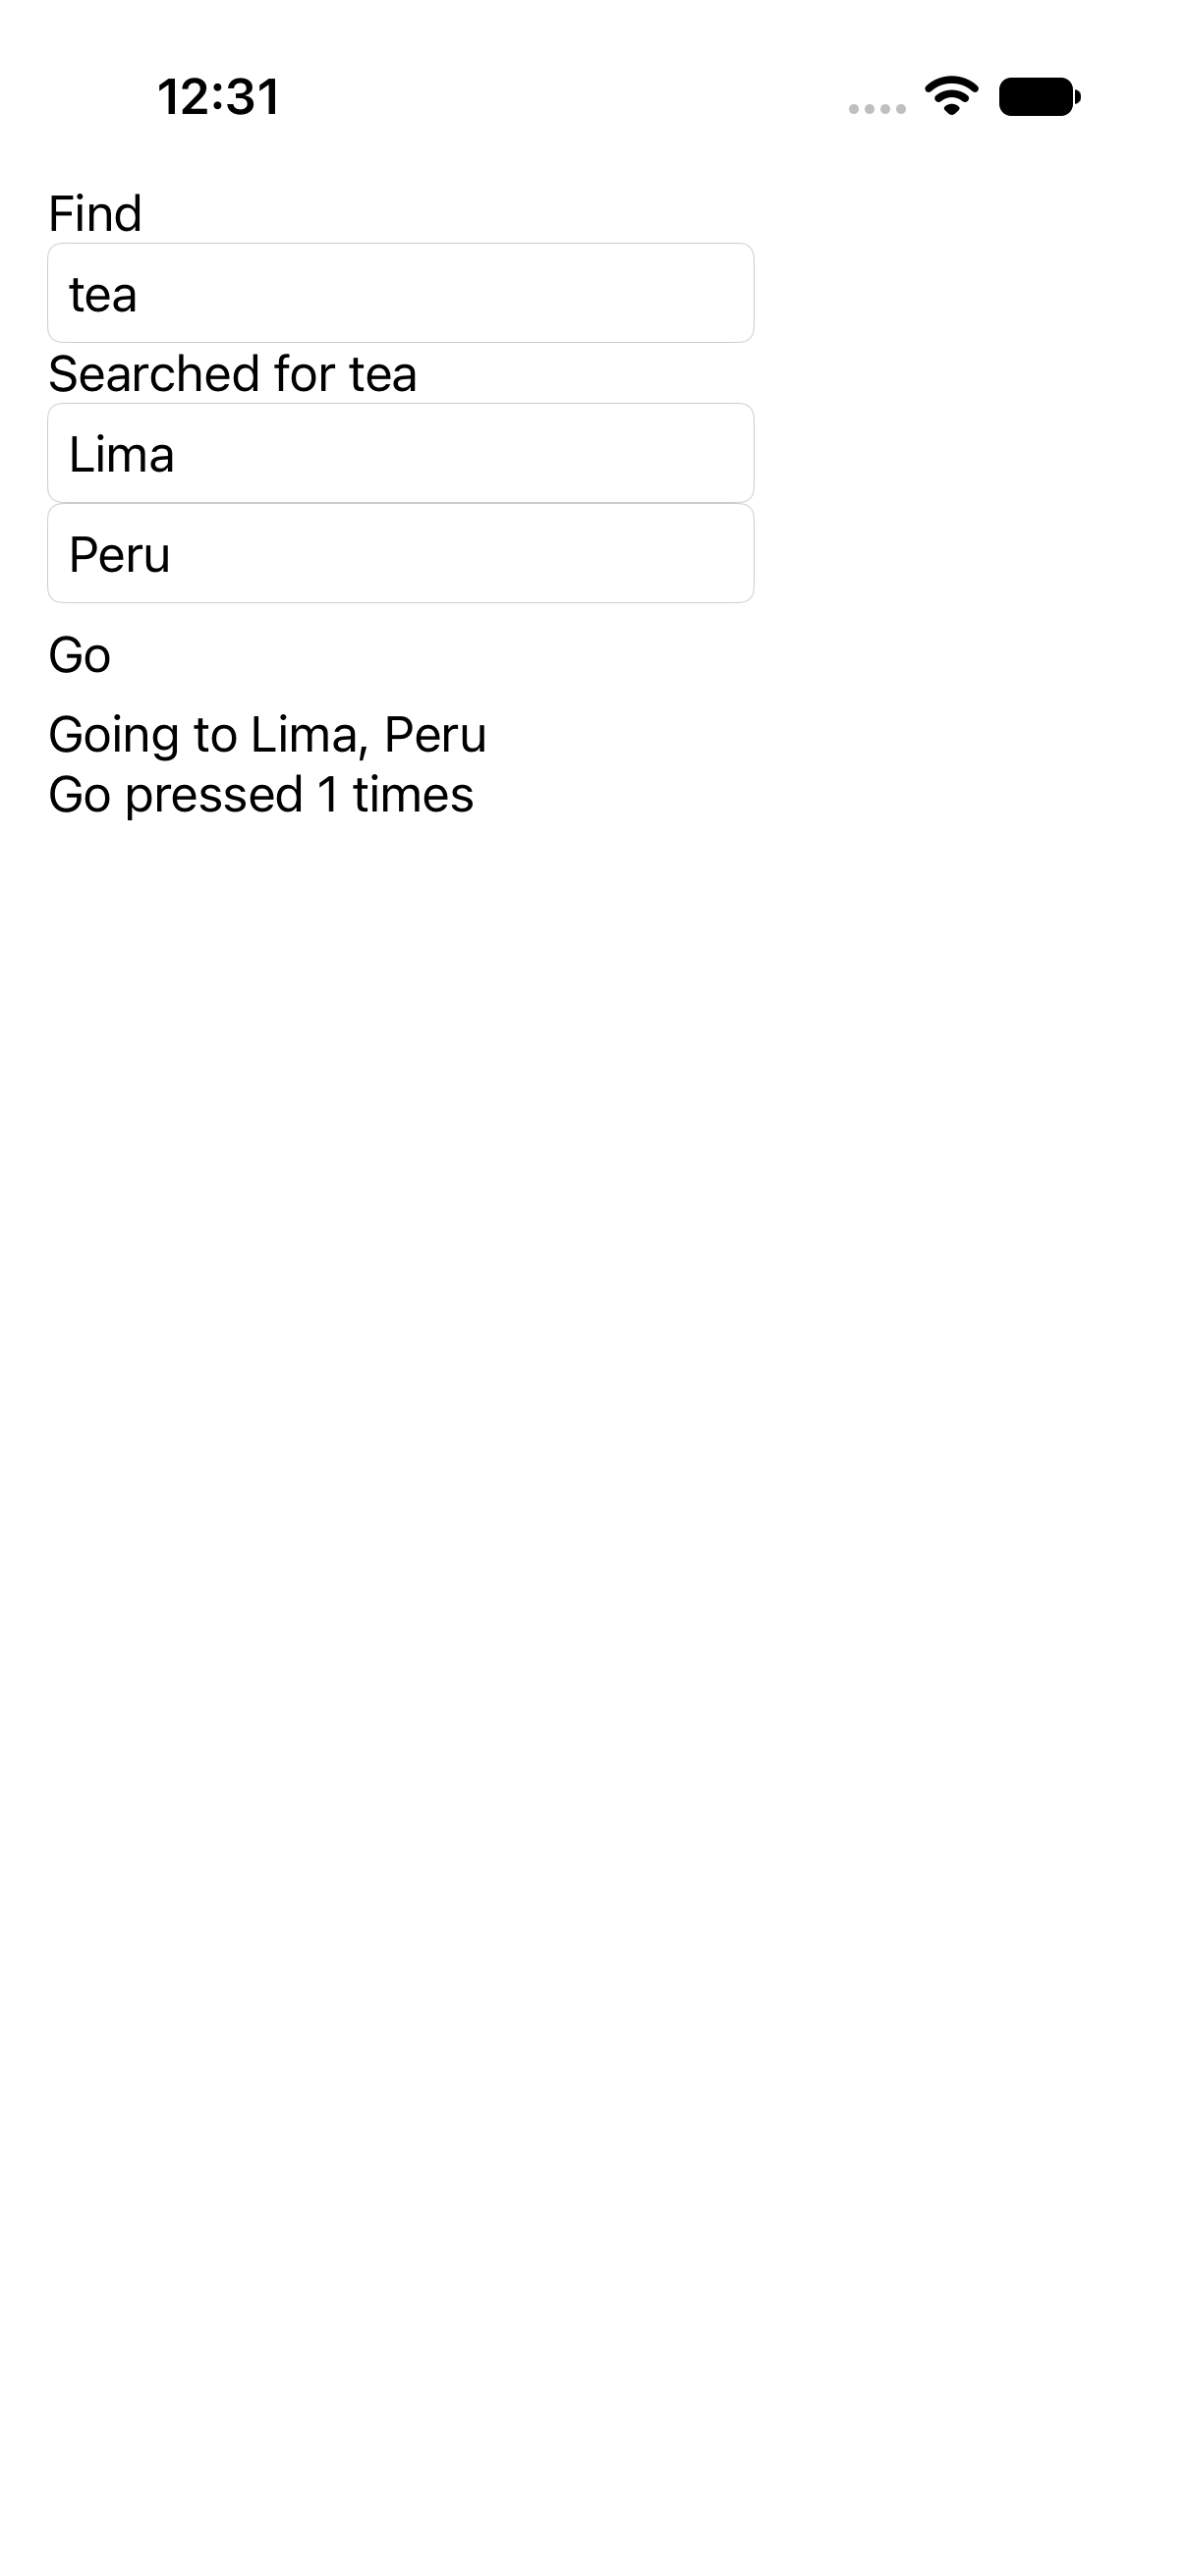 12:31
Find
tea
Searched for tea
Lima
Peru
Go
Going to Lima, Peru
Go pressed 1 times